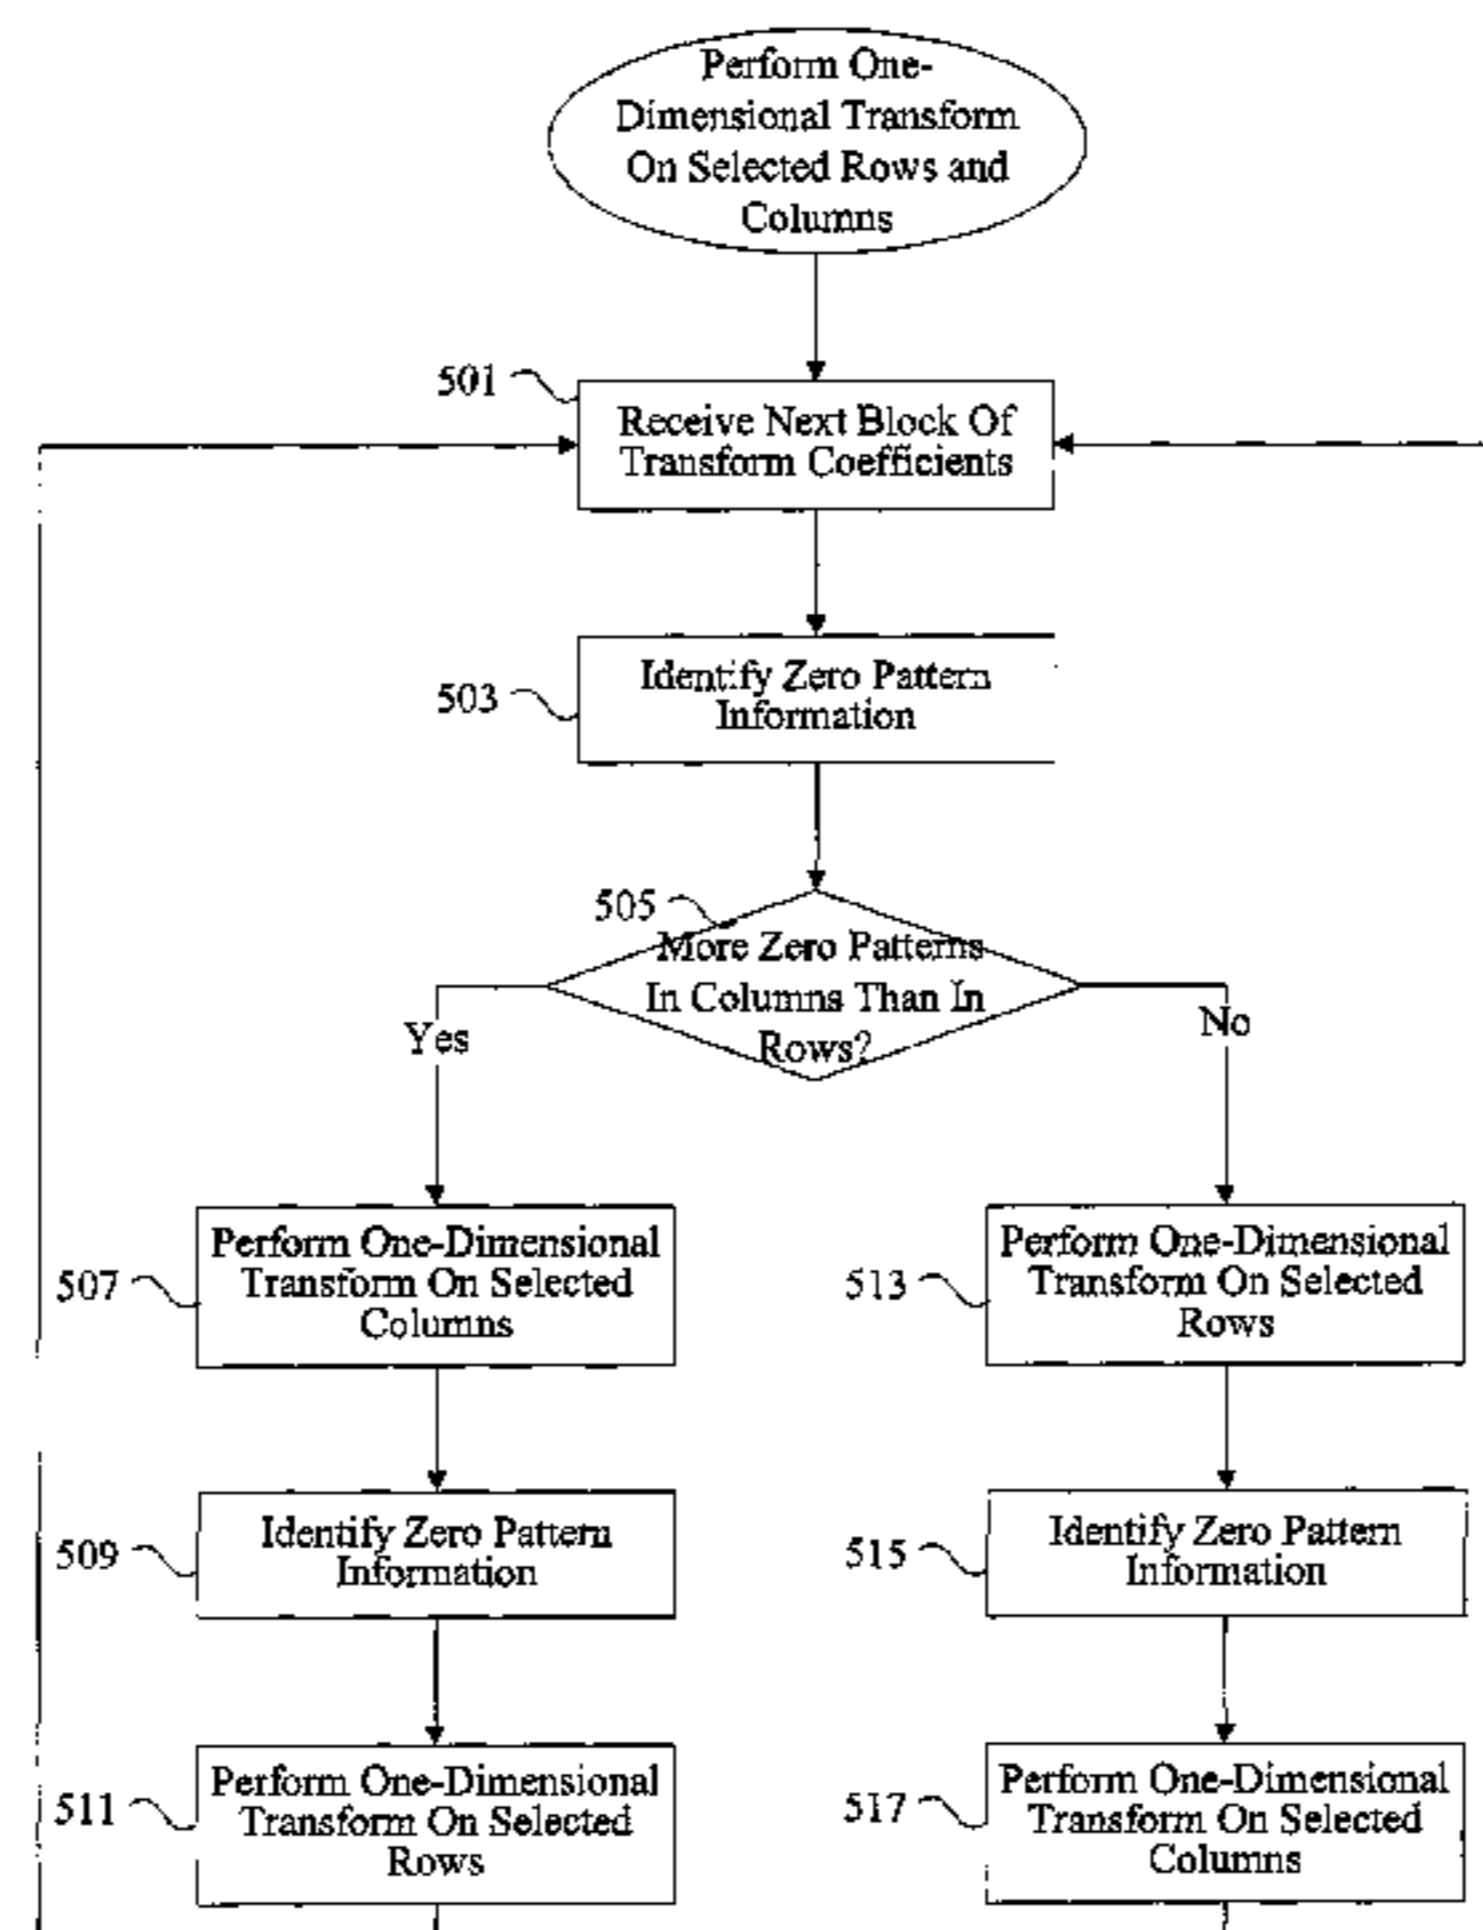 Perform One-
Dimensional Transform
On Selected Rows and
Columns
501
Receive Next Block Of
Transform Coefficients
503
Identify Zero Pattern
Information
505
More Zero Patterns
In Columns Than In
Rows?
Yes
No
507
Perform One-Dimensional
Transform On Selected
Columns
513
Perform One-Dimensional
Transform On Selected
Rows
509
Identify Zero Pattern
Information
515
Identify Zero Pattern
Information
511
Perform One-Dimensional
Transform On Selected
Rows
517
Perform One-Dimensional
Transform On Selected
Columns